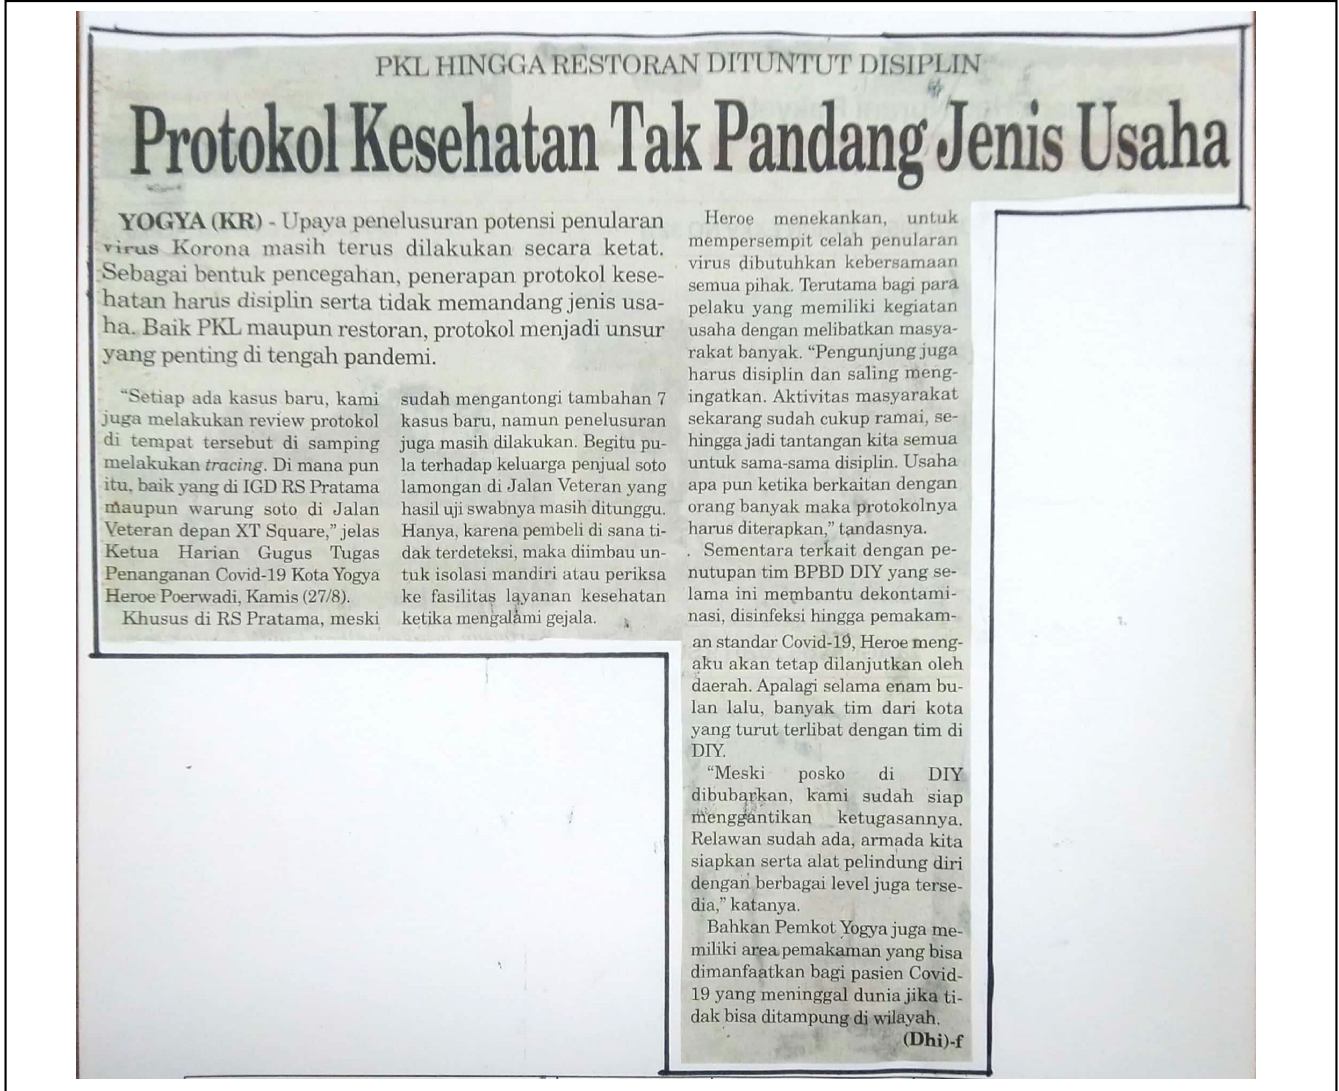 PKL HINGGA RESTORAN DITUNTUT DISIPLIN
Protokol Kesehatan Tak Pandang Jenis Usaha
YOGYA (KR) - Upaya penelusuran potensi penularan
virus Korona masih terus dilakukan secara ketat.
Sebagai bentuk pencegahan, penerapan protokol kese-
hatan harus disiplin serta tidak memandang jenis usa-
ha. Baik PKL maupun restoran, protokol menjadi unsur
yang penting di tengah pandemi.
“Setiap ada kasus baru, kami
juga melakukan review protokol
di tempat tersebut di samping
melakukan tracing. Di mana pun
itu, baik yang di IGD RS Pratama
maupun warung soto di Jalan
Veteran depan XT Square,” jelas
Ketua Harian Gugus Tugas
Penanganan Covid-19 Kota Yogya
Heroe Poerwadi, Kamis (27/8).
Khusus di RS Pratama, meski
sudah mengantongi tambahan 7
kasus baru, namun penelusuran
juga masih dilakukan. Begitu pu-
la terhadap keluarga penjual soto
lamongan di Jalan Veteran yang
hasil uji swabnya masih ditunggu.
Hanya, karena pembeli di sana ti-
dak terdeteksi, maka diimbau un-
tuk isolasi mandiri atau periksa
ke fasilitas layanan kesehatan
ketika mengalami gejala.
Heroe menekankan, untuk
mempersempit celah penularan
virus dibutuhkan kebersamaan
semua pihak. Terutama bagi para
pelaku yang memiliki kegiatan
usaha dengan melibatkan masya-
rakat banyak. “Pengunjung juga
harus disiplin dan saling meng-
ingatkan. Aktivitas masyarakat
sekarang sudah cukup ramai, se-
hingga jadi tantangan kita semua
untuk sama-sama disiplin. Usaha
apa pun ketika berkaitan dengan
orang banyak maka protokolnya
harus diterapkan,” tandasnya.
Sementara terkait dengan pe-
nutupan tim BPBD DIY yang se-
lama ini membantu dekontami-
nasi, disinfeksi hingga pemakam-
an standar Covid-19, Heroe meng-
aku akan tetap dilanjutkan oleh
daerah. Apalagi selama enam bu-
lan lalu, banyak tim dari kota
yang turut terlibat dengan tim di
DIY.
“Meski posko di DIY
dibubarkan, kami sudah siap
menggantikan ketugasannya.
Relawan sudah ada, armada kita
siapkan serta alat pelindung diri
dengan berbagai level juga terse-
dia,” katanya.
Bahkan Pemkot Yogya juga me-
miliki area pemakaman yang bisa
dimanfaatkan bagi pasien Covid-
19 yang meninggal dunia jika ti-
dak bisa ditampung di wilayah.
(Dhi)-f